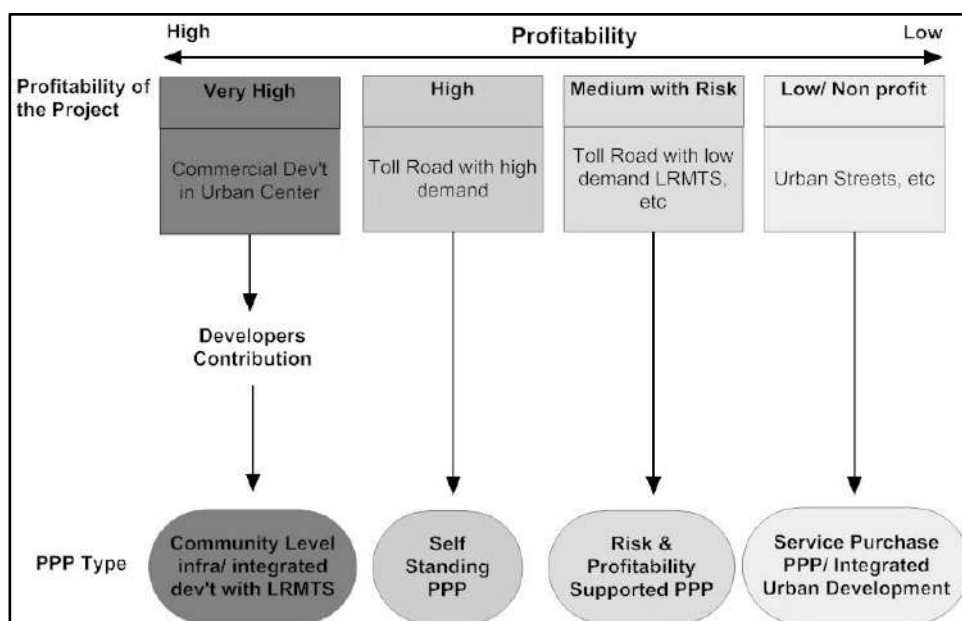 High
Profitability
Low
Profitability of
the Project
Very High
High
Medium with Risk
Low/ Non profit
Commercial Dev't
in Urban Center
Toll Road with high
demand
Toll Road with low
demand LRMTS,
etc
Urban Streets, etc
Developers
Contribution
PPP Type
Community Level
infra/ integrated
dev't with LRMTS
Self
Standing
PPP
Risk &
Profitability
Supported PPP
Service Purchase
PPP/ Integrated
Urban Development